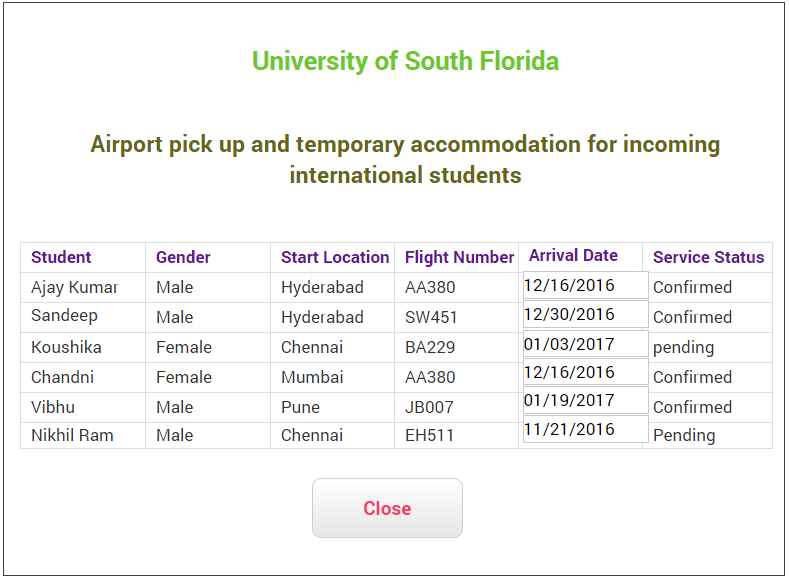 University of South Florida
Airport pick up and temporary accommodation for incoming
international students
Student Gender Start Location Flight Number Arrival Date Service Status
Ajay Kumar Male Hyderabad AA380 12/16/2016 Confirmed
Sandeep Male Hyderabad SW451 12/30/2016 Confirmed
Koushika Female Chennai BA229 01/03/2017 pending
Chandni Female Mumbai AA380 12/16/2016 Confirmed
Vibhu Male Pune JB007 01/19/2017 Confirmed
Nikhil Ram Male Chennai EH511 11/21/2016 Pending
Close